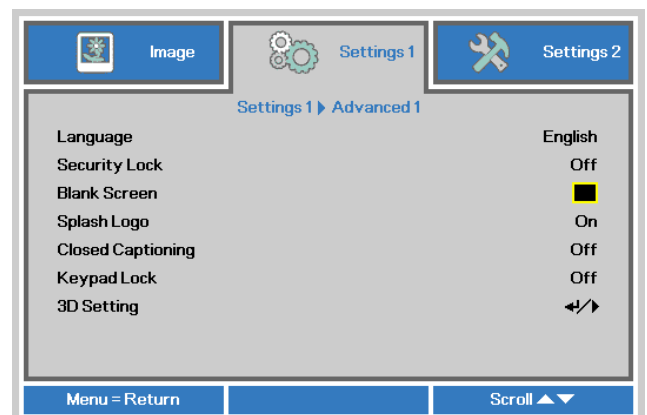 Image
Settings 1
Settings 2
Settings 1 Advanced 1
Language English
Security Lock Off
Blank Screen
Splash Logo On
Closed Captioning Off
Keypad Lock Off
3D Setting
Menu = Return Scroll